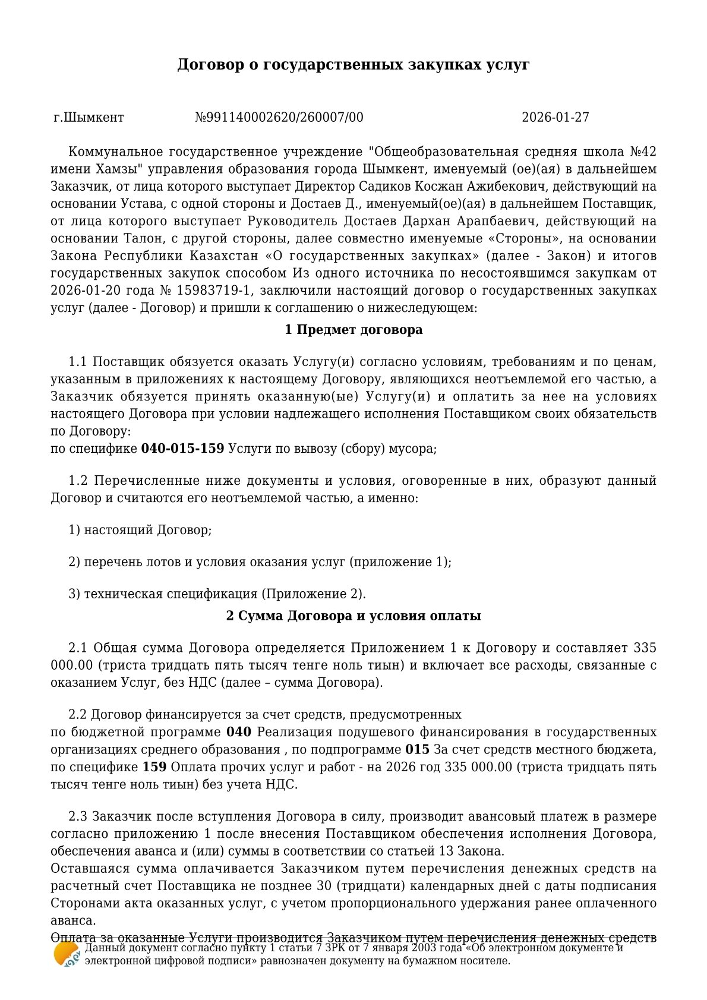 Договор о государственных закупках услуг
г.Шымкент №991140002620/260007/00 2026-01-27
Коммунальное государственное учреждение "Общеобразовательная средняя школа №42
имени Хамзы" управления образования города Шымкент, именуемый (ое)(ая) в дальнейшем
Заказчик, от лица которого выступает Директор Садиков Косжан Ажибекович, действующий на
основании Устава, с одной стороны и Достаев Д., именуемый(ое)(ая) в дальнейшем Поставщик,
от лица которого выступает Руководитель Достаев Дархан Арапбаевич, действующий на
основании Талон, с другой стороны, далее совместно именуемые «Стороны», на основании
Закона Республики Казахстан «О государственных закупках» (далее - Закон) и итогов
государственных закупок способом Из одного источника по несостоявшимся закупкам от
2026-01-20 года № 15983719-1, заключили настоящий договор о государственных закупках
услуг (далее - Договор) и пришли к соглашению о нижеследующем:
1 Предмет договора
1.1 Поставщик обязуется оказать Услугу(и) согласно условиям, требованиям и по ценам,
указанным в приложениях к настоящему Договору, являющихся неотъемлемой его частью, а
Заказчик обязуется принять оказанную(ые) Услугу(и) и оплатить за нее на условиях
настоящего Договора при условии надлежащего исполнения Поставщиком своих обязательств
по Договору:
по специфике 040-015-159 Услуги по вывозу (сбору) мусора;
1.2 Перечисленные ниже документы и условия, оговоренные в них, образуют данный
Договор и считаются его неотъемлемой частью, а именно:
1) настоящий Договор;
2) перечень лотов и условия оказания услуг (приложение 1);
3) техническая спецификация (Приложение 2).
2 Сумма Договора и условия оплаты
2.1 Общая сумма Договора определяется Приложением 1 к Договору и составляет 335
000.00 (триста тридцать пять тысяч тенге ноль тиын) и включает все расходы, связанные с
оказанием Услуг, без НДС (далее – сумма Договора).
2.2 Договор финансируется за счет средств, предусмотренных
по бюджетной программе 040 Реализация подушевого финансирования в государственных
организациях среднего образования , по подпрограмме 015 За счет средств местного бюджета,
по специфике 159 Оплата прочих услуг и работ - на 2026 год 335 000.00 (триста тридцать пять
тысяч тенге ноль тиын) без учета НДС.
2.3 Заказчик после вступления Договора в силу, производит авансовый платеж в размере
согласно приложению 1 после внесения Поставщиком обеспечения исполнения Договора,
обеспечения аванса и (или) суммы в соответствии со статьей 13 Закона.
Оставшаяся сумма оплачивается Заказчиком путем перечисления денежных средств на
расчетный счет Поставщика не позднее 30 (тридцати) календарных дней с даты подписания
Сторонами акта оказанных услуг, с учетом пропорционального удержания ранее оплаченного
аванса.
Оплата за оказанные Услуги производится Заказчиком путем перечисления денежных средств
Данный документ согласно пункту 1 статьи 7 ЗРК от 7 января 2003 года «Об электронном документе и
электронной цифровой подписи» равнозначен документу на бумажном носителе.